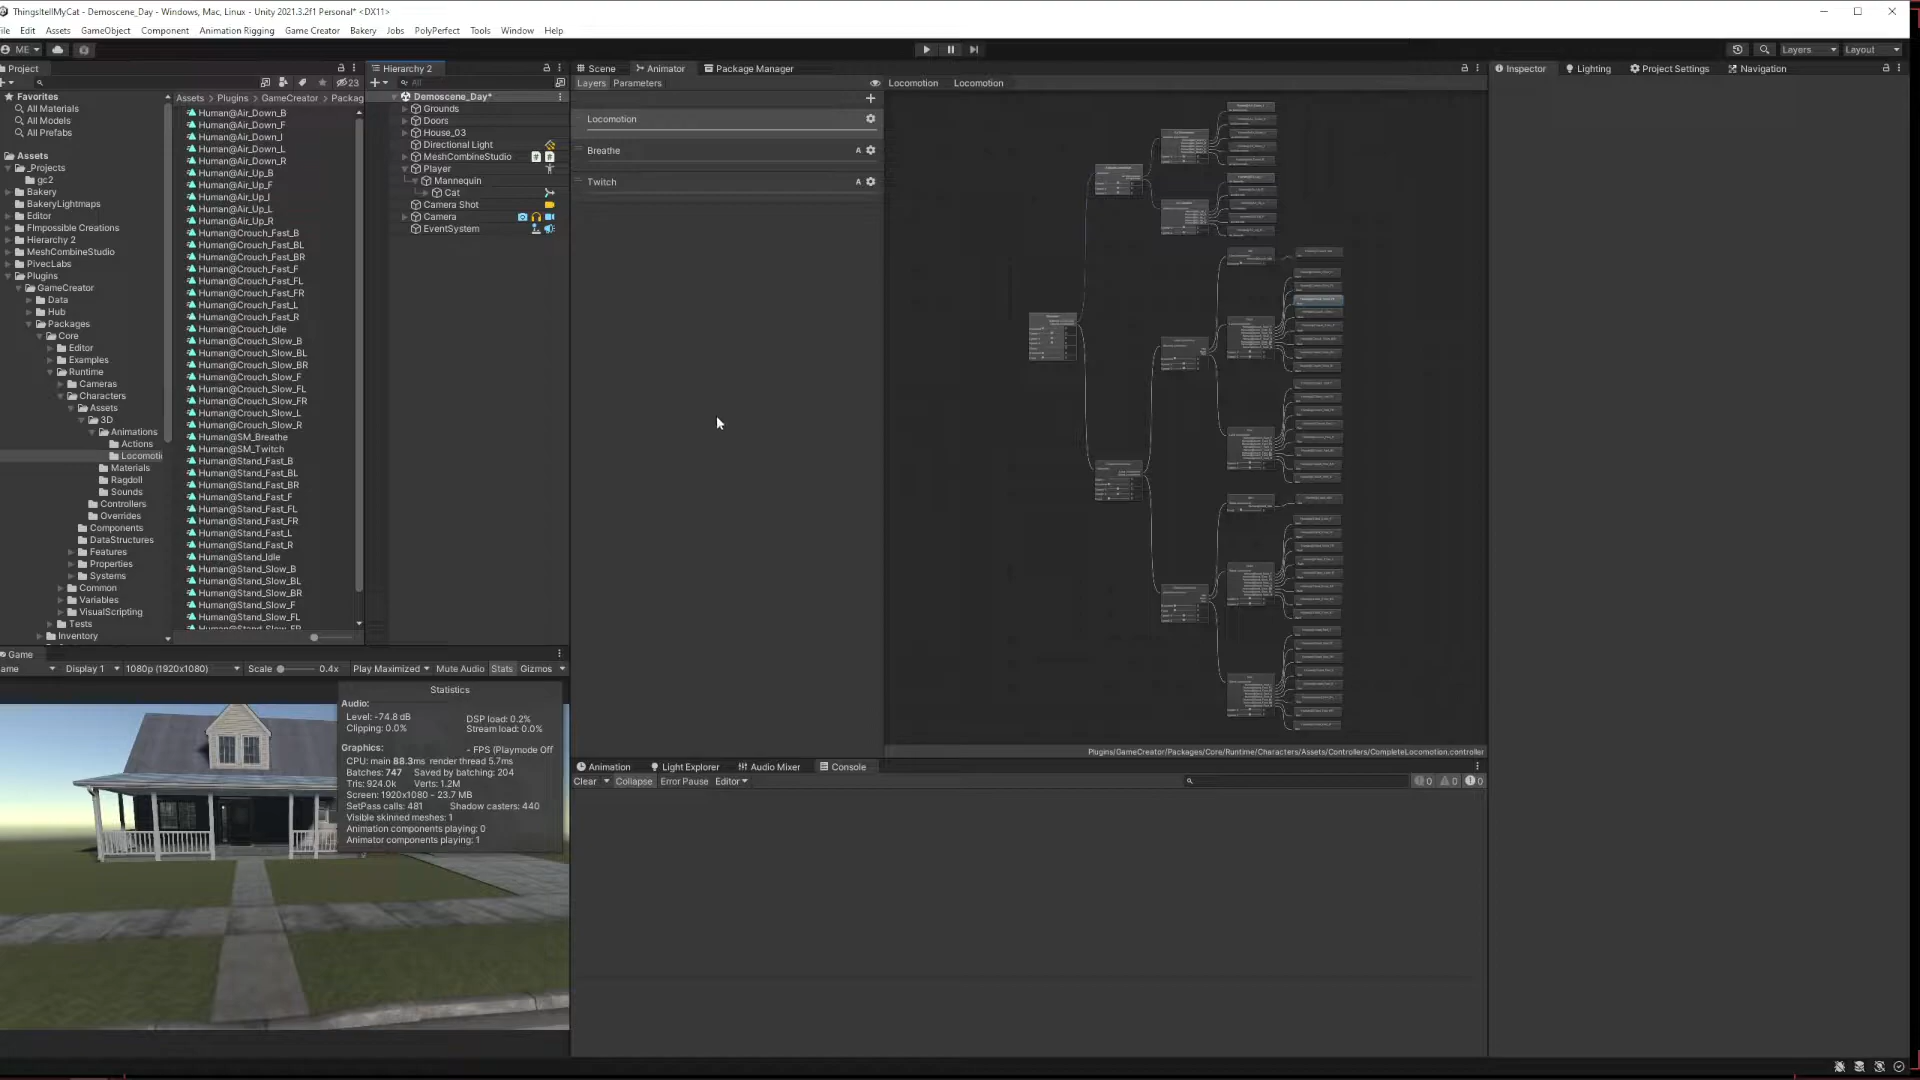 ThingsItellMyCat - Demoscene_Day - Windows, Mac, Linux - Unity 2021.3.2f1 Personal* <DX11>
File Edit Assets GameObject Component Animation Rigging Game Creator Bakery Jobs PolyPerfect Tools Window Help
ME
Layers Layout
Project
23
Favorites
All Materials
All Models
All Prefabs
Assets
_Projects
gc2
Bakery
BakeryLightmaps
Editor
FImpossible Creations
Hierarchy 2
MeshCombineStudio
PivecLabs
Plugins
GameCreator
Data
Hub
Packages
Core
Editor
Examples
Runtime
Cameras
Characters
Assets
3D
Animations
Actions
Locomoti
Materials
Ragdoll
Sounds
Controllers
Overrides
Components
DataStructures
Features
Properties
Systems
Common
Variables
VisualScripting
Tests
Inventory
Assets > Plugins > GameCreator > Packag
Human@Air_Down_B
Human@Air_Down_F
Human@Air_Down_I
Human@Air_Down_L
Human@Air_Down_R
Human@Air_Up_B
Human@Air_Up_F
Human@Air_Up_I
Human@Air_Up_L
Human@Air_Up_R
Human@Crouch_Fast_B
Human@Crouch_Fast_BL
Human@Crouch_Fast_BR
Human@Crouch_Fast_F
Human@Crouch_Fast_FL
Human@Crouch_Fast_FR
Human@Crouch_Fast_L
Human@Crouch_Fast_R
Human@Crouch_Idle
Human@Crouch_Slow_B
Human@Crouch_Slow_BL
Human@Crouch_Slow_BR
Human@Crouch_Slow_F
Human@Crouch_Slow_FL
Human@Crouch_Slow_FR
Human@Crouch_Slow_L
Human@Crouch_Slow_R
Human@SM_Breathe
Human@SM_Twitch
Human@Stand_Fast_B
Human@Stand_Fast_BL
Human@Stand_Fast_BR
Human@Stand_Fast_F
Human@Stand_Fast_FL
Human@Stand_Fast_FR
Human@Stand_Fast_L
Human@Stand_Fast_R
Human@Stand_Idle
Human@Stand_Slow_B
Human@Stand_Slow_BL
Human@Stand_Slow_BR
Human@Stand_Slow_F
Human@Stand_Slow_FL
Human@Stand_Slow_FR
Hierarchy 2
All
Demoscene_Day*
Grounds
Doors
House_03
Directional Light
MeshCombineStudio
Player
Mannequin
Cat
Camera Shot
Camera
EventSystem
Scene Animator Package Manager
Layers Parameters
Locomotion Locomotion
Locomotion
Breathe A
Twitch A
Plugins/GameCreator/Packages/Core/Runtime/Characters/Assets/Controllers/CompleteLocomotion.controller
Inspector Lighting Project Settings Navigation
Game
ame Display 1 1080p (1920x1080) Scale 0.4x Play Maximized Mute Audio Stats Gizmos
Statistics
Audio:
Level: -74.8 dB DSP load: 0.2%
Clipping: 0.0% Stream load: 0.0%
Graphics: - FPS (Playmode Off
CPU: main 88.3ms render thread 5.7ms
Batches: 747 Saved by batching: 204
Tris: 924.0k Verts: 1.2M
Screen: 1920x1080 - 23.7 MB
SetPass calls: 481 Shadow casters: 440
Visible skinned meshes: 1
Animation components playing: 0
Animator components playing: 1
Animation Light Explorer Audio Mixer Console
Clear Collapse Error Pause Editor 0 0 0